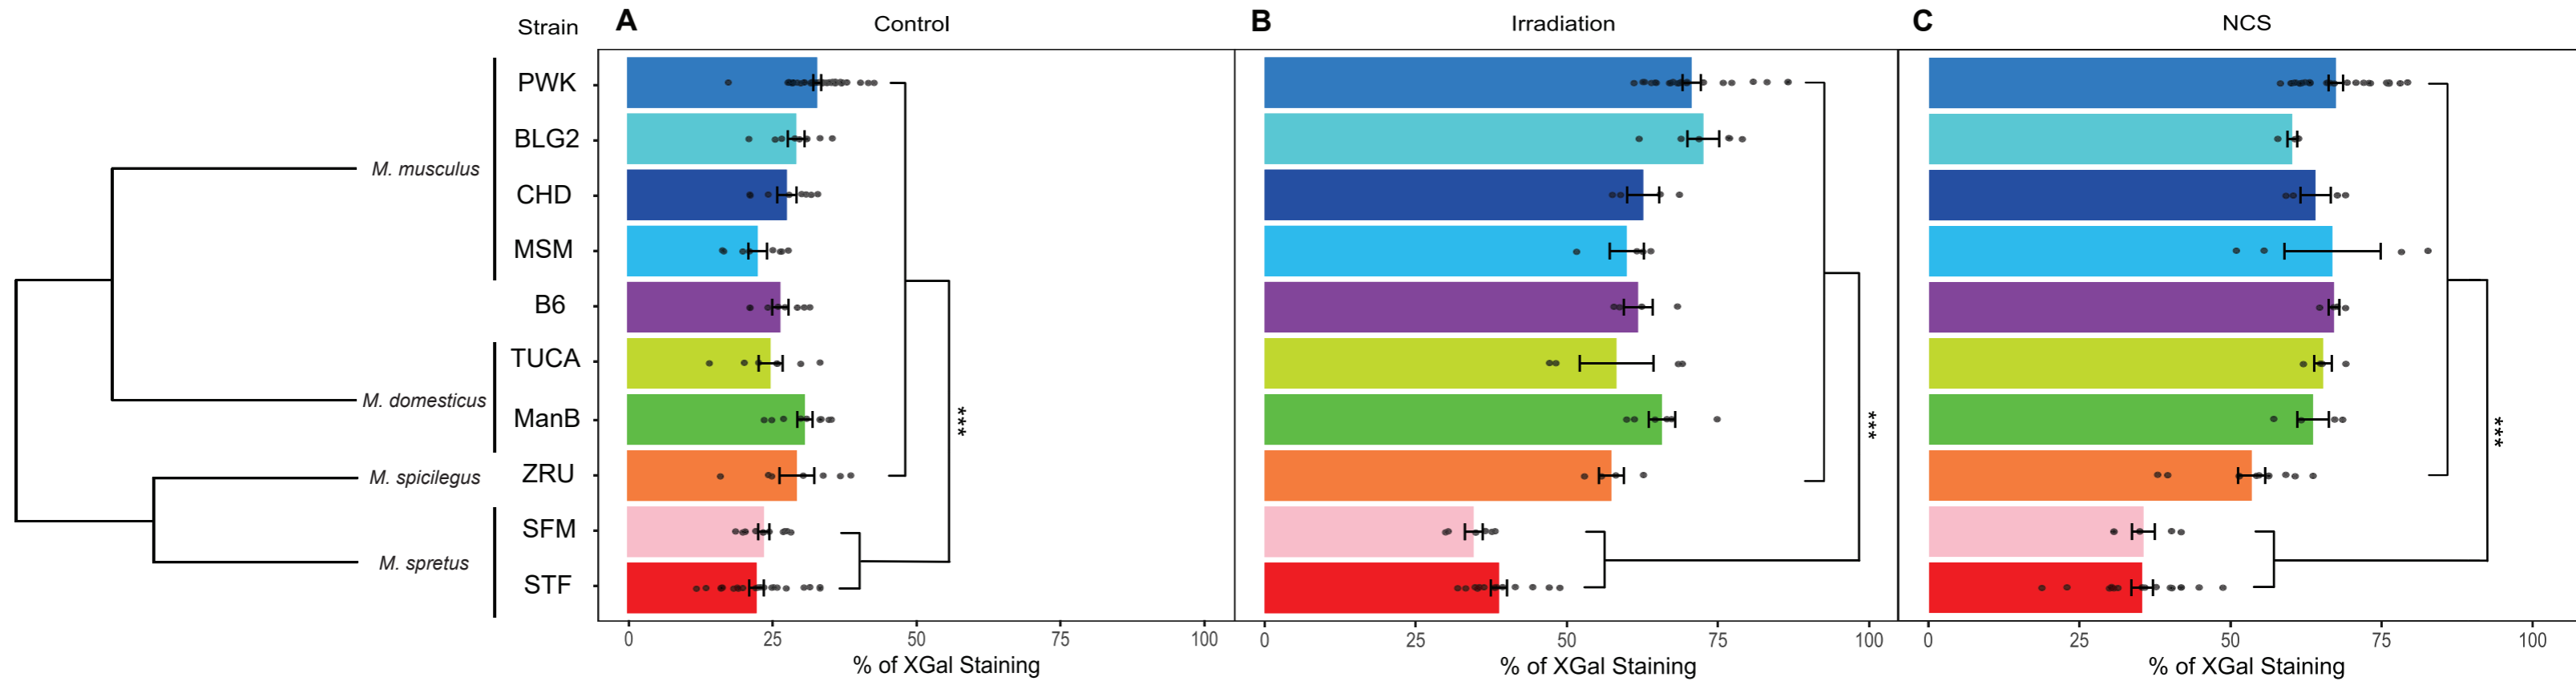 Strain
A Control
B Irradiation
C NCS
PWK
BLG2
CHD
MSM
B6
TUCA
ManB
ZRU
SFM
STF
M. musculus
M. domesticus
M. spicilegus
M. spretus
***
***
***
0 25 50 75 100
0 25 50 75 100
0 25 50 75 100
% of XGal Staining
% of XGal Staining
% of XGal Staining